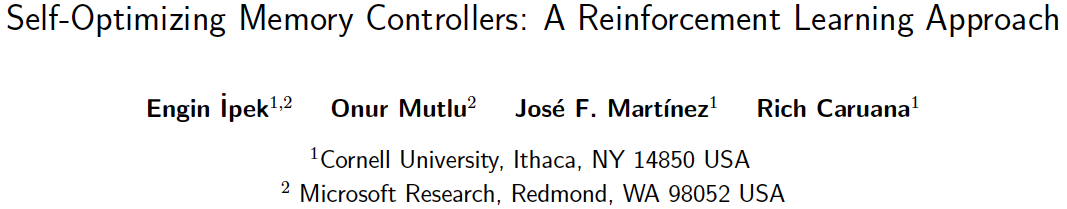 Self-Optimizing Memory Controllers: A Reinforcement Learning Approach
Engin İpek1,2 Onur Mutlu2 José F. Martínez1 Rich Caruana1
1Cornell University, Ithaca, NY 14850 USA
2 Microsoft Research, Redmond, WA 98052 USA